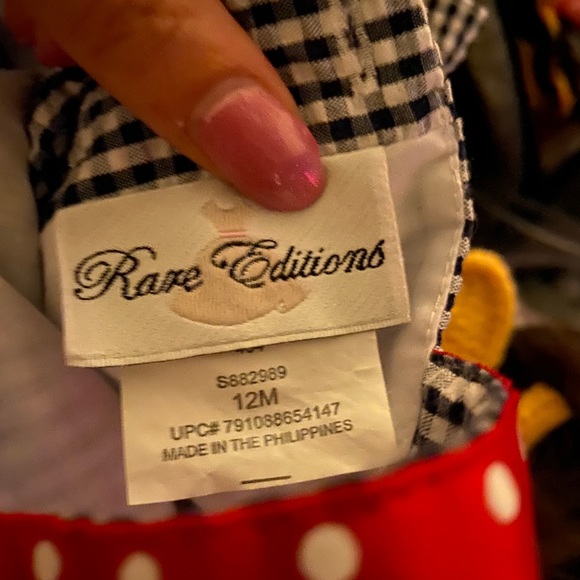 Rare Editions
S882989
12M
UPC# 791088654147
MADE IN THE PHILIPPINES